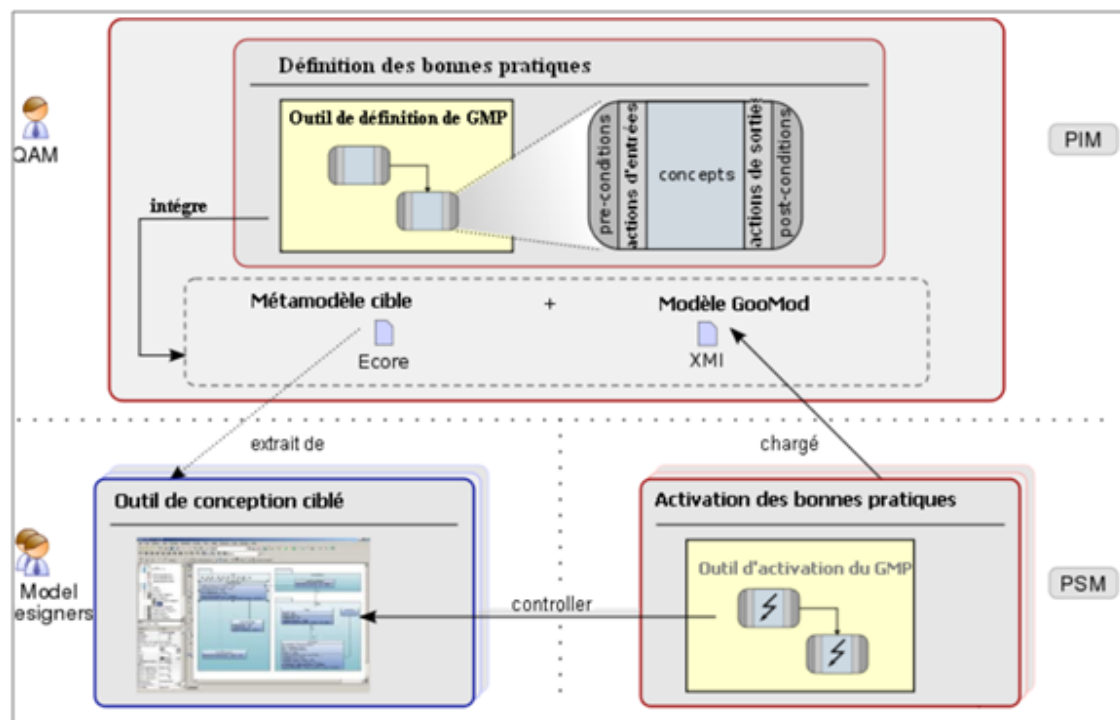 Définition des bonnes pratiques
Outil de définition de GMP
QAM
PIM
pre-conditions
actions d'entrées
concepts
actions de sortie
post-conditions
intégre
Métamodèle cible
+
Modèle GooMod
Ecore
XMI
extrait de
chargé
Outil de conception ciblé
Activation des bonnes pratiques
Outil d'activation du GMP
Model
esigners
controller
PSM